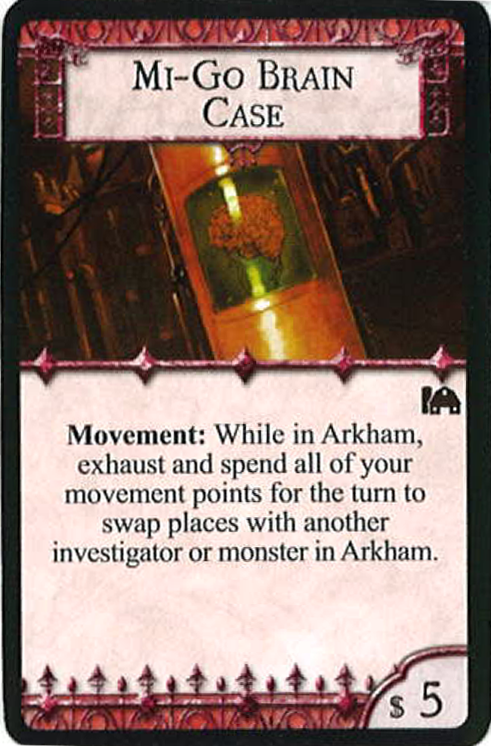 MI-GO BRAIN
CASE
Movement: While in Arkham,
exhaust and spend all of your
movement points for the turn to
swap places with another
investigator or monster in Arkham.
$ 5